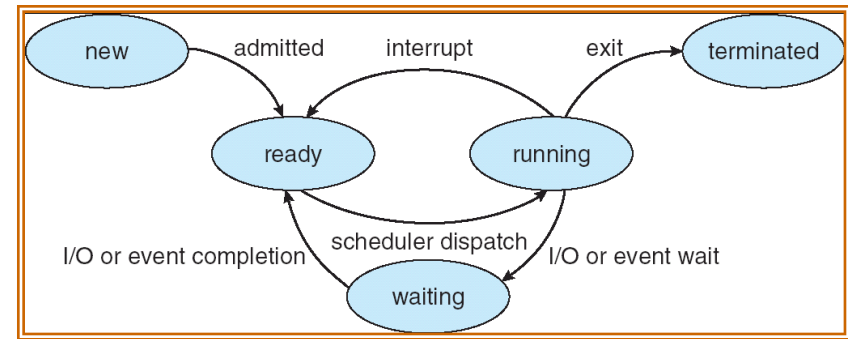 new
admitted
interrupt
exit
terminated
ready
running
I/O or event completion
scheduler dispatch
I/O or event wait
waiting